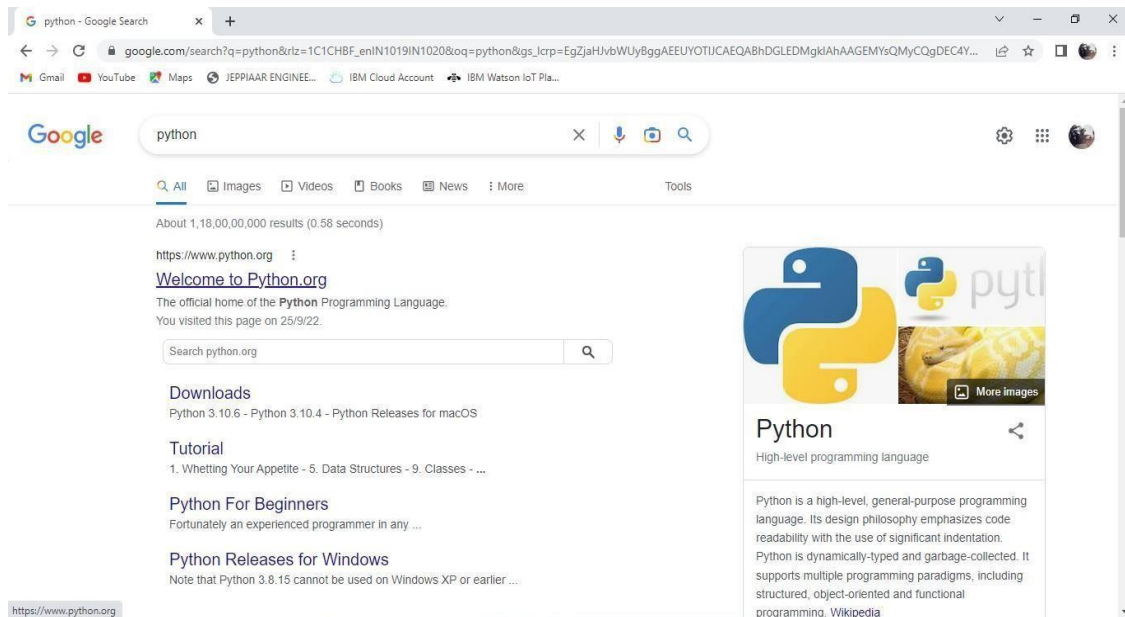 python - Google Search
google.com/search?q=python&rlz=1C1CHBF_enIN1019IN1020&oq=python&gs_lcrp=EgZjaHJvbWUyBggAEEUYOTIJCAEQABhDGLEDMgkIAhAAGEMYsQMyCQgDEC4Y...
Gmail YouTube Maps JEPPIAAR ENGINEE... IBM Cloud Account IBM Watson IoT Pla...
Google
python
All Images Videos Books News More Tools
About 1,18,00,00,000 results (0.58 seconds)
https://www.python.org
Welcome to Python.org
The official home of the Python Programming Language.
You visited this page on 25/9/22.
Search python.org
Downloads
Python 3.10.6 - Python 3.10.4 - Python Releases for macOS
Tutorial
1. Whetting Your Appetite - 5. Data Structures - 9. Classes - ...
Python For Beginners
Fortunately an experienced programmer in any ...
Python Releases for Windows
Note that Python 3.8.15 cannot be used on Windows XP or earlier ...
pytl
More images
Python
High-level programming language
Python is a high-level, general-purpose programming
language. Its design philosophy emphasizes code
readability with the use of significant indentation.
Python is dynamically-typed and garbage-collected. It
supports multiple programming paradigms, including
structured, object-oriented and functional
programming. Wikipedia
https://www.python.org